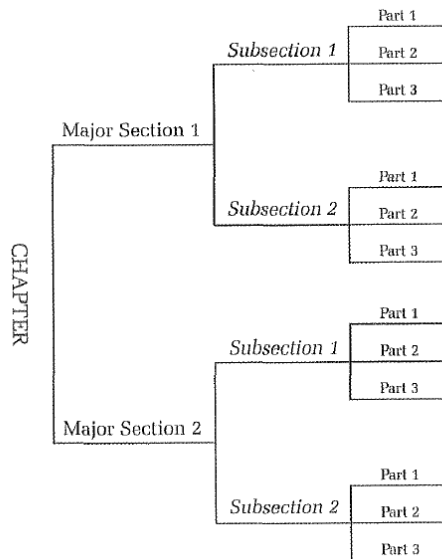 Part 1
Subsection 1
Part 2
Part 3
Major Section 1
Part 1
Subsection 2
Part 2
Part 3
CHAPTER
Part 1
Subsection 1
Part 2
Part 3
Major Section 2
Part 1
Subsection 2
Part 2
Part 3